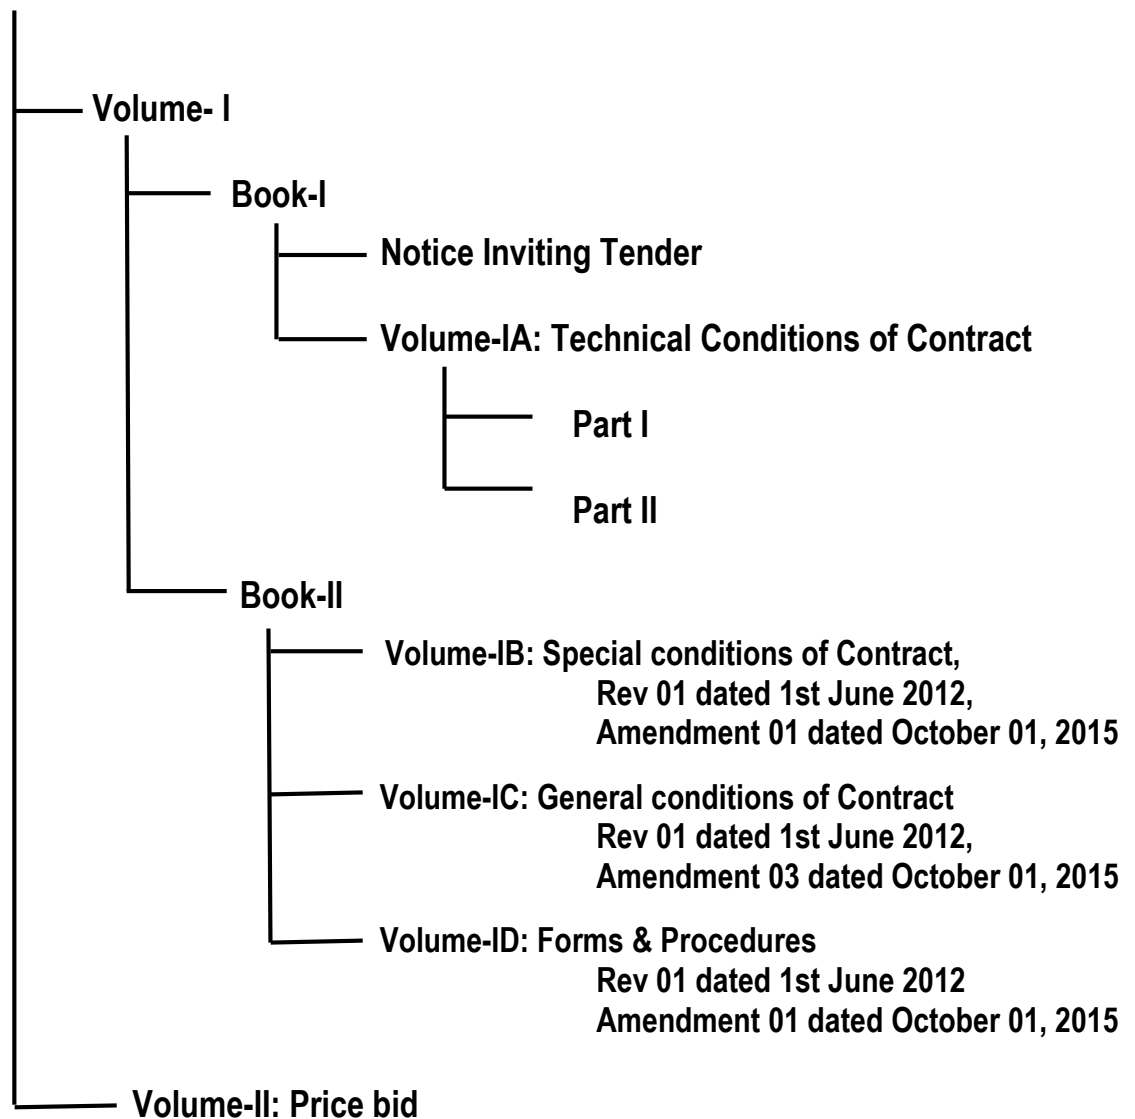 Volume- I
Book-I
Notice Inviting Tender
Volume-IA: Technical Conditions of Contract
Part I
Part II
Book-II
Volume-IB: Special conditions of Contract,
Rev 01 dated 1st June 2012,
Amendment 01 dated October 01, 2015
Volume-IC: General conditions of Contract
Rev 01 dated 1st June 2012,
Amendment 03 dated October 01, 2015
Volume-ID: Forms & Procedures
Rev 01 dated 1st June 2012
Amendment 01 dated October 01, 2015
Volume-II: Price bid